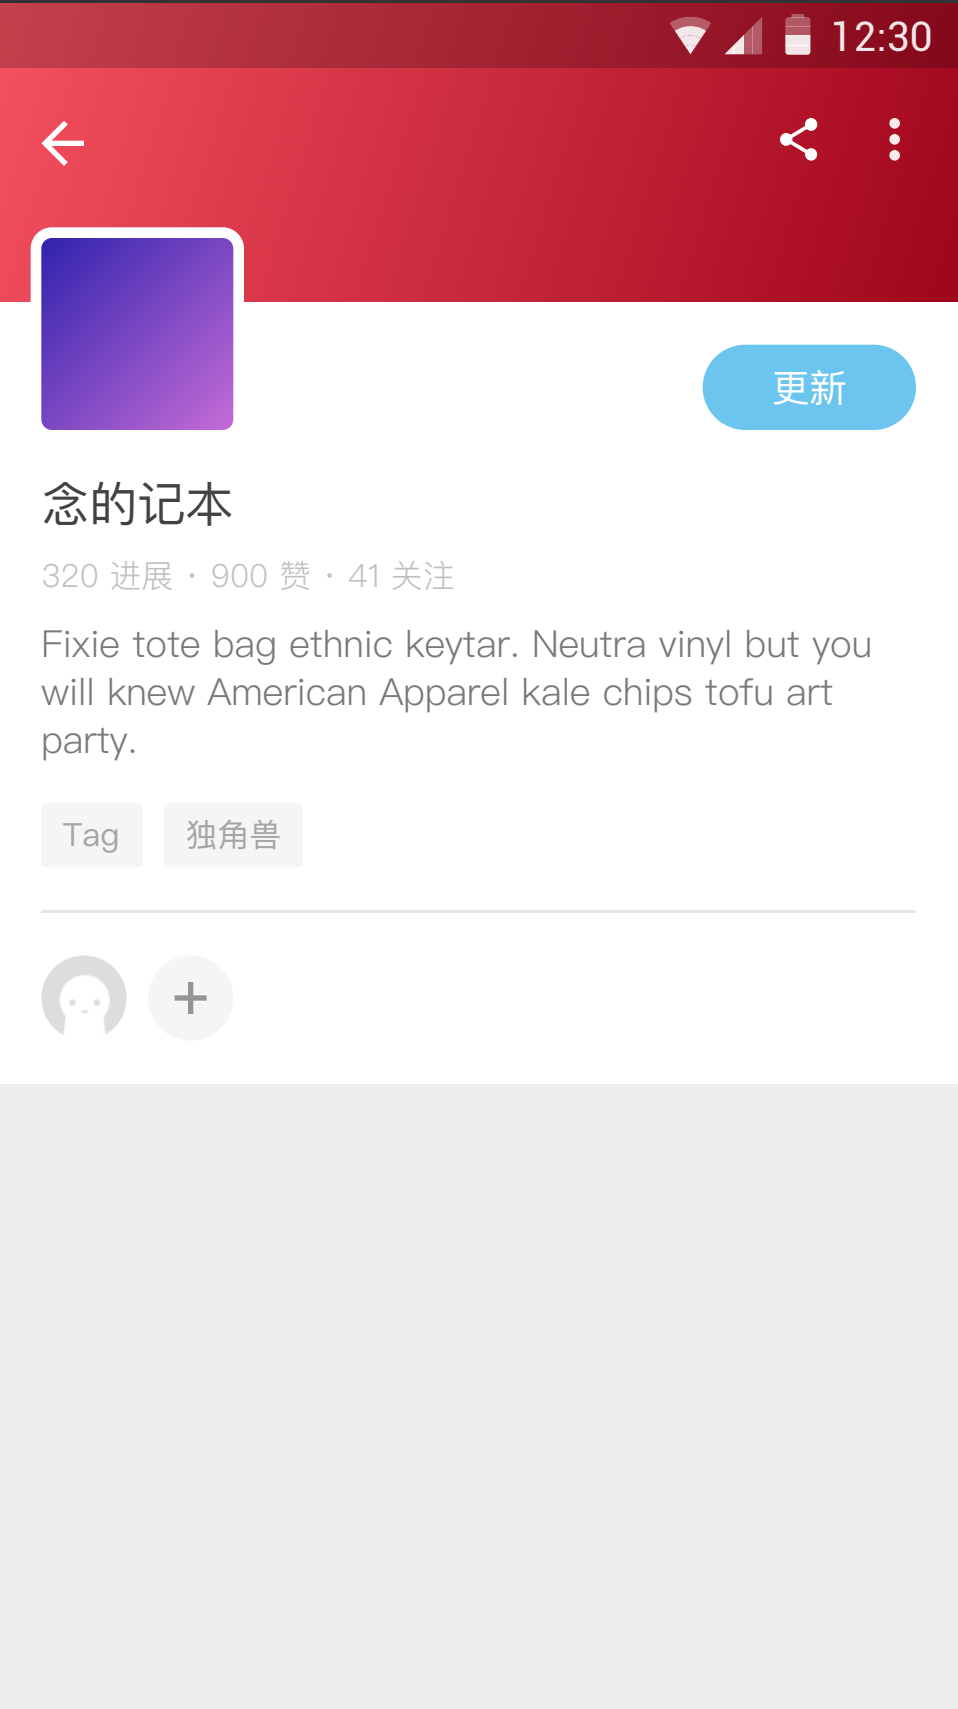 12:30
更新
念的记本
320 进展 · 900 赞 · 41 关注
Fixie tote bag ethnic keytar. Neutra vinyl but you
will knew American Apparel kale chips tofu art
party.
Tag 独角兽